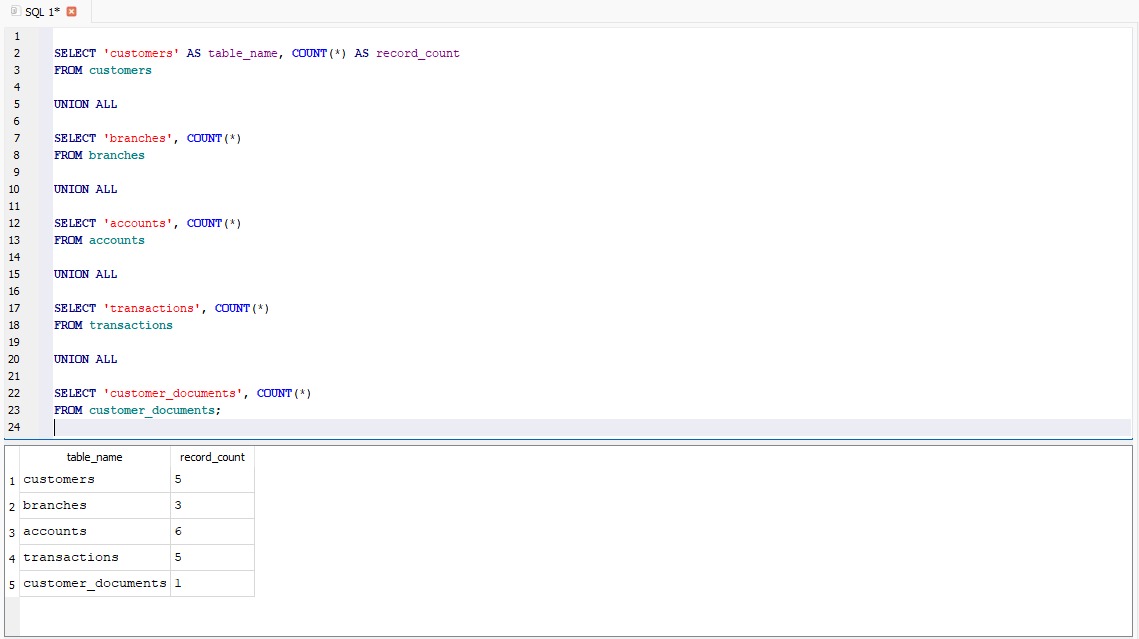 SQL 1*
1
2 SELECT 'customers' AS table_name, COUNT(*) AS record_count
3 FROM customers
4
5 UNION ALL
6
7 SELECT 'branches', COUNT(*)
8 FROM branches
9
10 UNION ALL
11
12 SELECT 'accounts', COUNT(*)
13 FROM accounts
14
15 UNION ALL
16
17 SELECT 'transactions', COUNT(*)
18 FROM transactions
19
20 UNION ALL
21
22 SELECT 'customer_documents', COUNT(*)
23 FROM customer_documents;
24
table_name record_count
1 customers 5
2 branches 3
3 accounts 6
4 transactions 5
5 customer_documents 1